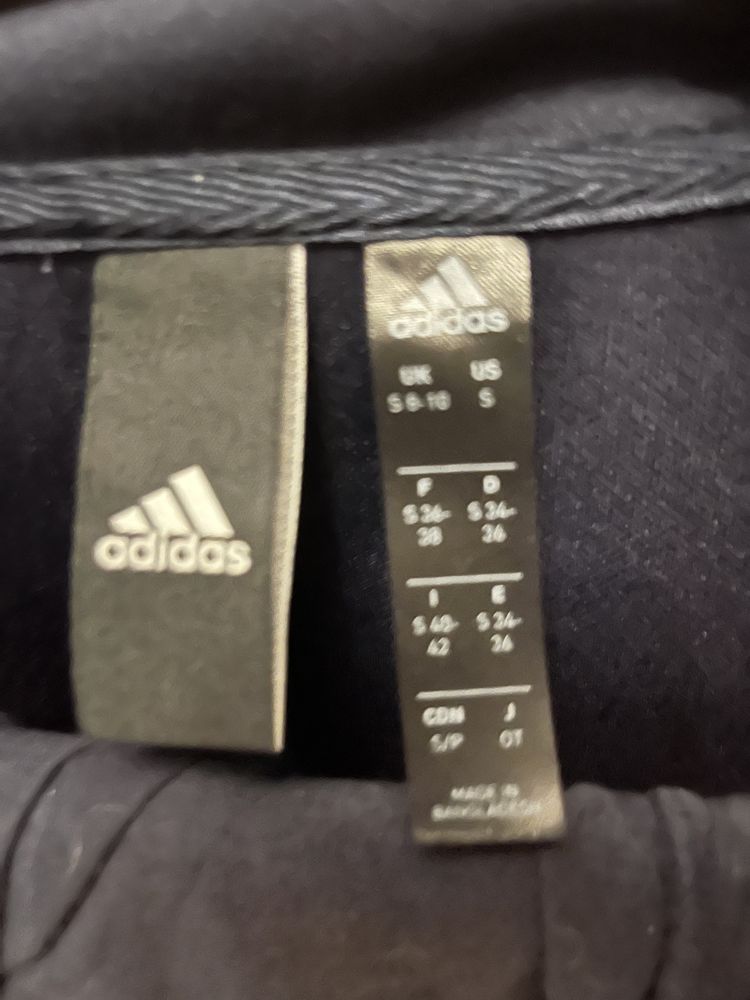 adidas
adidas
UK US
S 8-10 S
F D
S 36- S 34-
38 36
I E
S 40- S 34-
42 36
CDN J
S/P OT
MADE IN
BANGLADESH